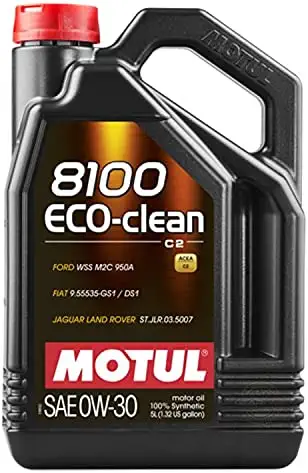 MOTUL
8100
ECO-clean
C2
FORD WSS M2C 950A
ACEA
C2
FIAT 9.55535-GS1 / DS1
JAGUAR LAND ROVER ST.JLR.03.5007
MOTUL
SAE 0W-30
motor oil
100% Synthetic
5L (1.32 US gallon)